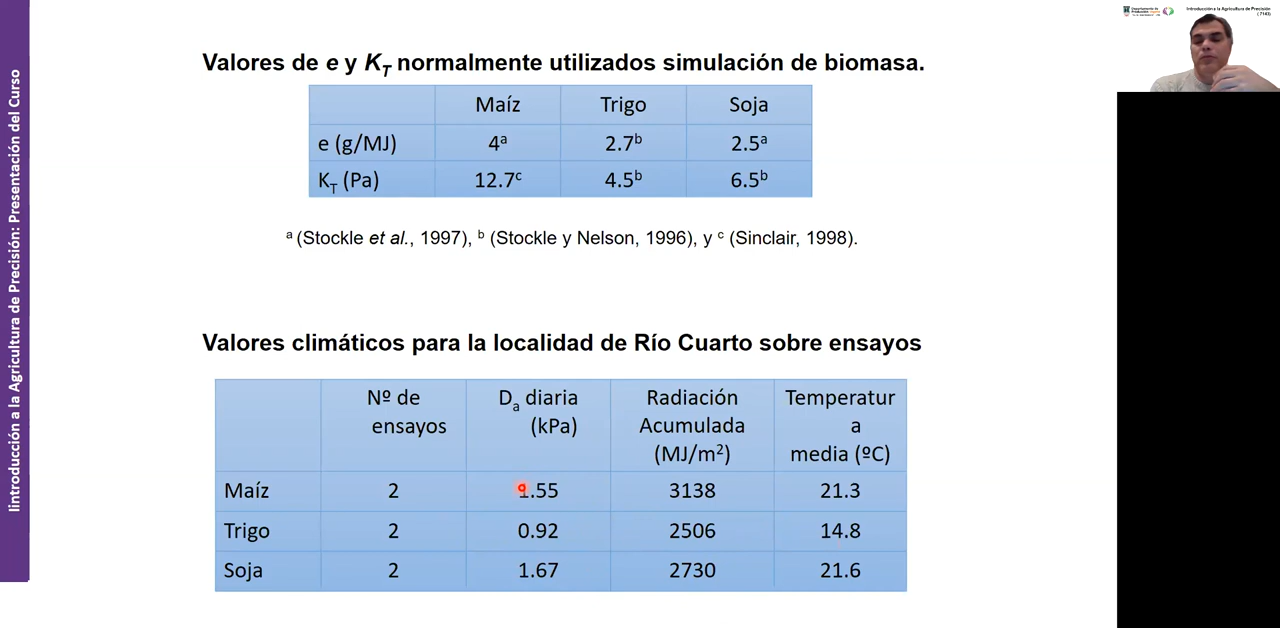 Iintroducción a la Agricultura de Precisión: Presentación del Curso
Introducción a la Agricultura de Precisión
Valores de e y K_T normalmente utilizados simulación de biomasa.
Maíz Trigo Soja
e (g/MJ) 4ᵃ 2.7ᵇ 2.5ᵃ
K_T (Pa) 12.7ᶜ 4.5ᵇ 6.5ᵇ
ᵃ (Stockle et al., 1997), ᵇ (Stockle y Nelson, 1996), y ᶜ (Sinclair, 1998).
Valores climáticos para la localidad de Río Cuarto sobre ensayos
Nº de ensayos
D_a diaria (kPa)
Radiación Acumulada (MJ/m²)
Temperatur a media (ºC)
Maíz 2 1.55 3138 21.3
Trigo 2 0.92 2506 14.8
Soja 2 1.67 2730 21.6